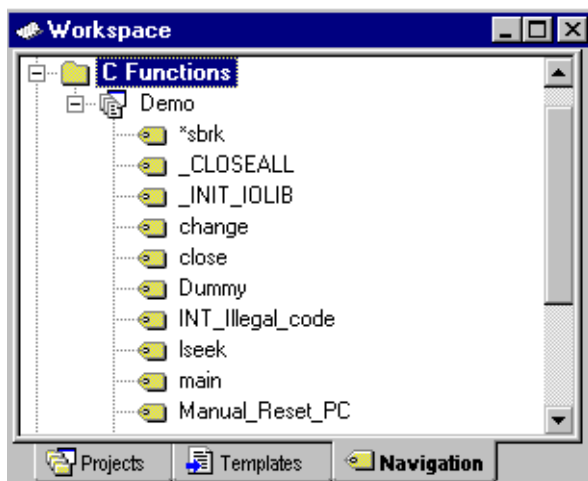 Workspace
C Functions
Demo
*sbrk
_CLOSEALL
_INIT_IOLIB
change
close
Dummy
INT_Illegal_code
lseek
main
Manual_Reset_PC
Projects Templates Navigation